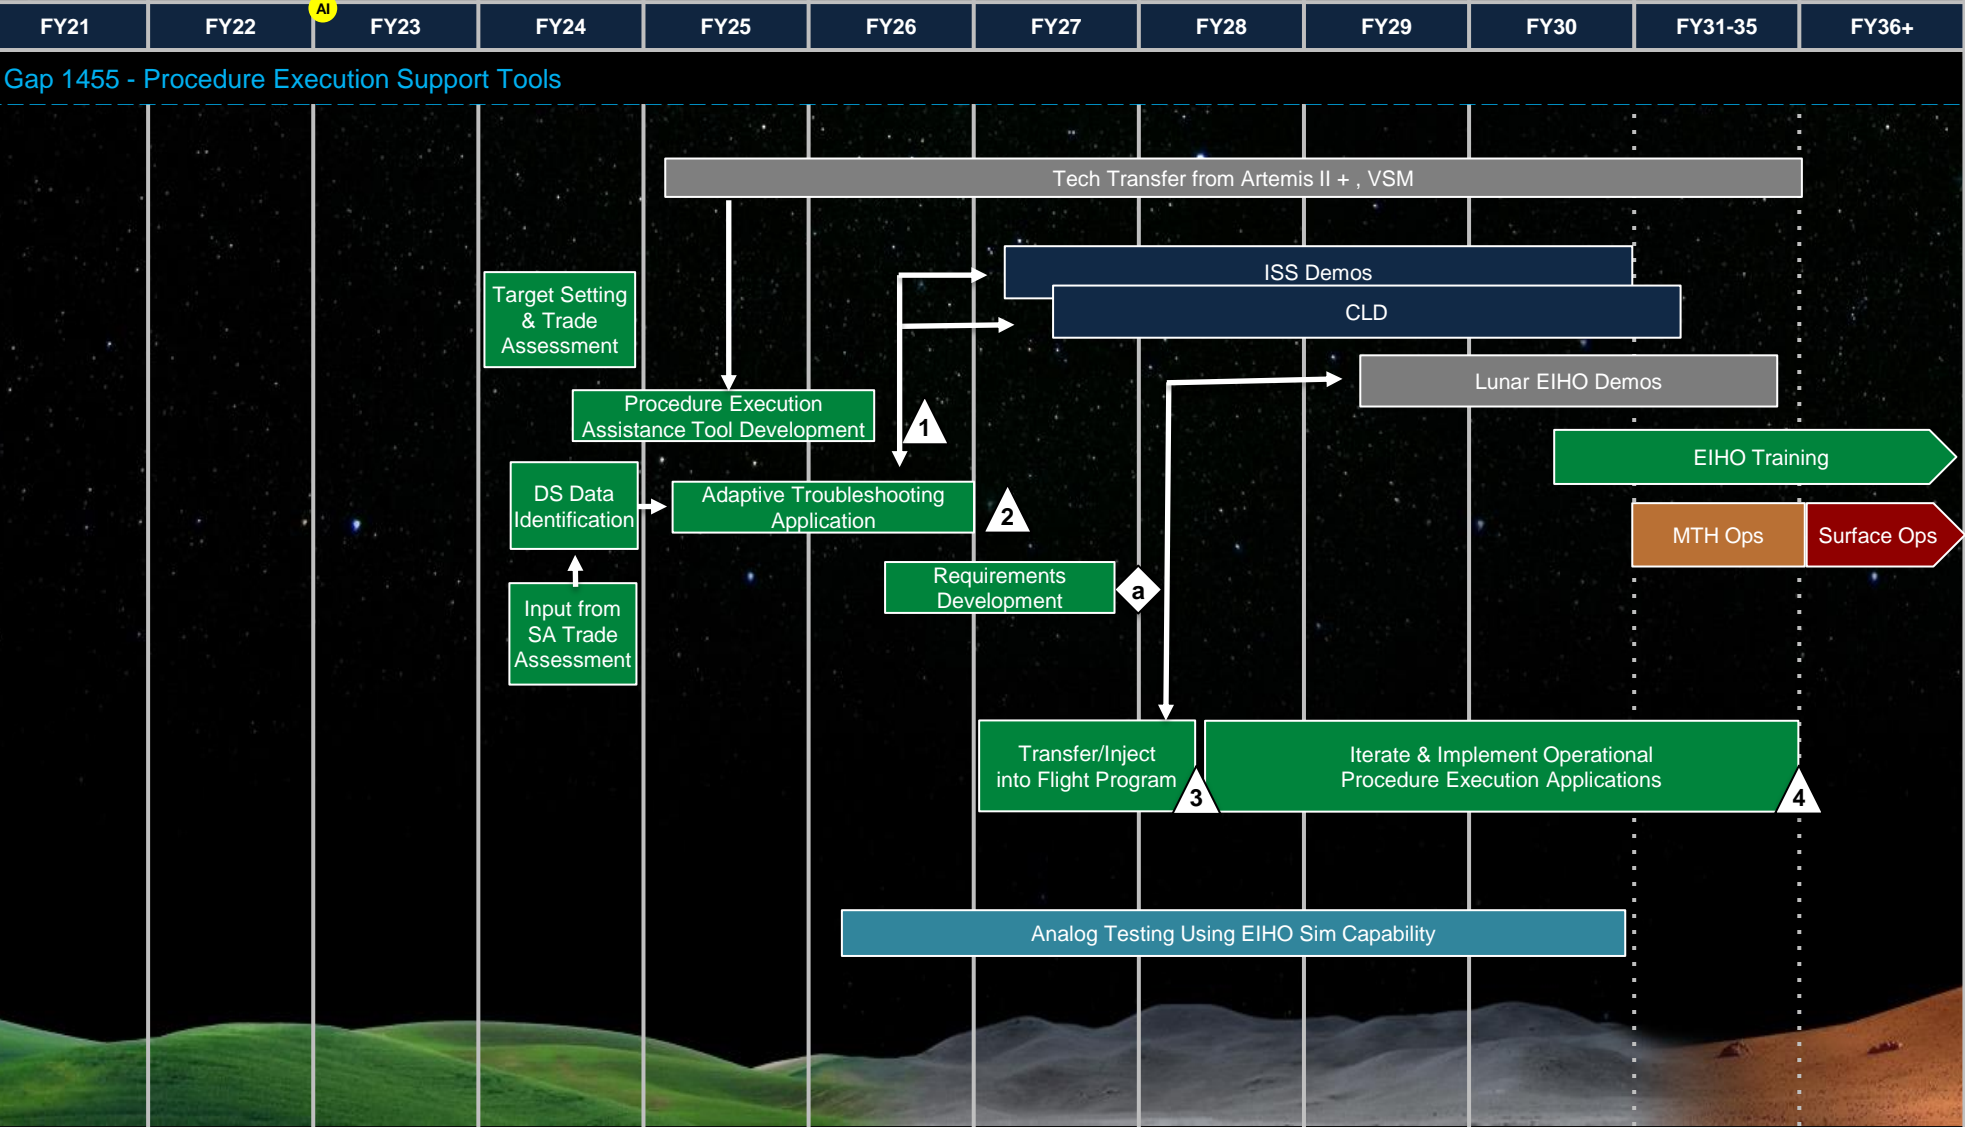 AI
FY21 FY22 FY23 FY24 FY25 FY26 FY27 FY28 FY29 FY30 FY31-35 FY36+
Gap 1455 - Procedure Execution Support Tools
Tech Transfer from Artemis II + , VSM
ISS Demos
CLD
Target Setting
& Trade
Assessment
Lunar EIHO Demos
Procedure Execution
Assistance Tool Development
1
EIHO Training
DS Data
Identification
Adaptive Troubleshooting
Application
2
MTH Ops
Surface Ops
Requirements
Development
a
Input from
SA Trade
Assessment
Transfer/Inject
into Flight Program
3
Iterate & Implement Operational
Procedure Execution Applications
4
Analog Testing Using EIHO Sim Capability